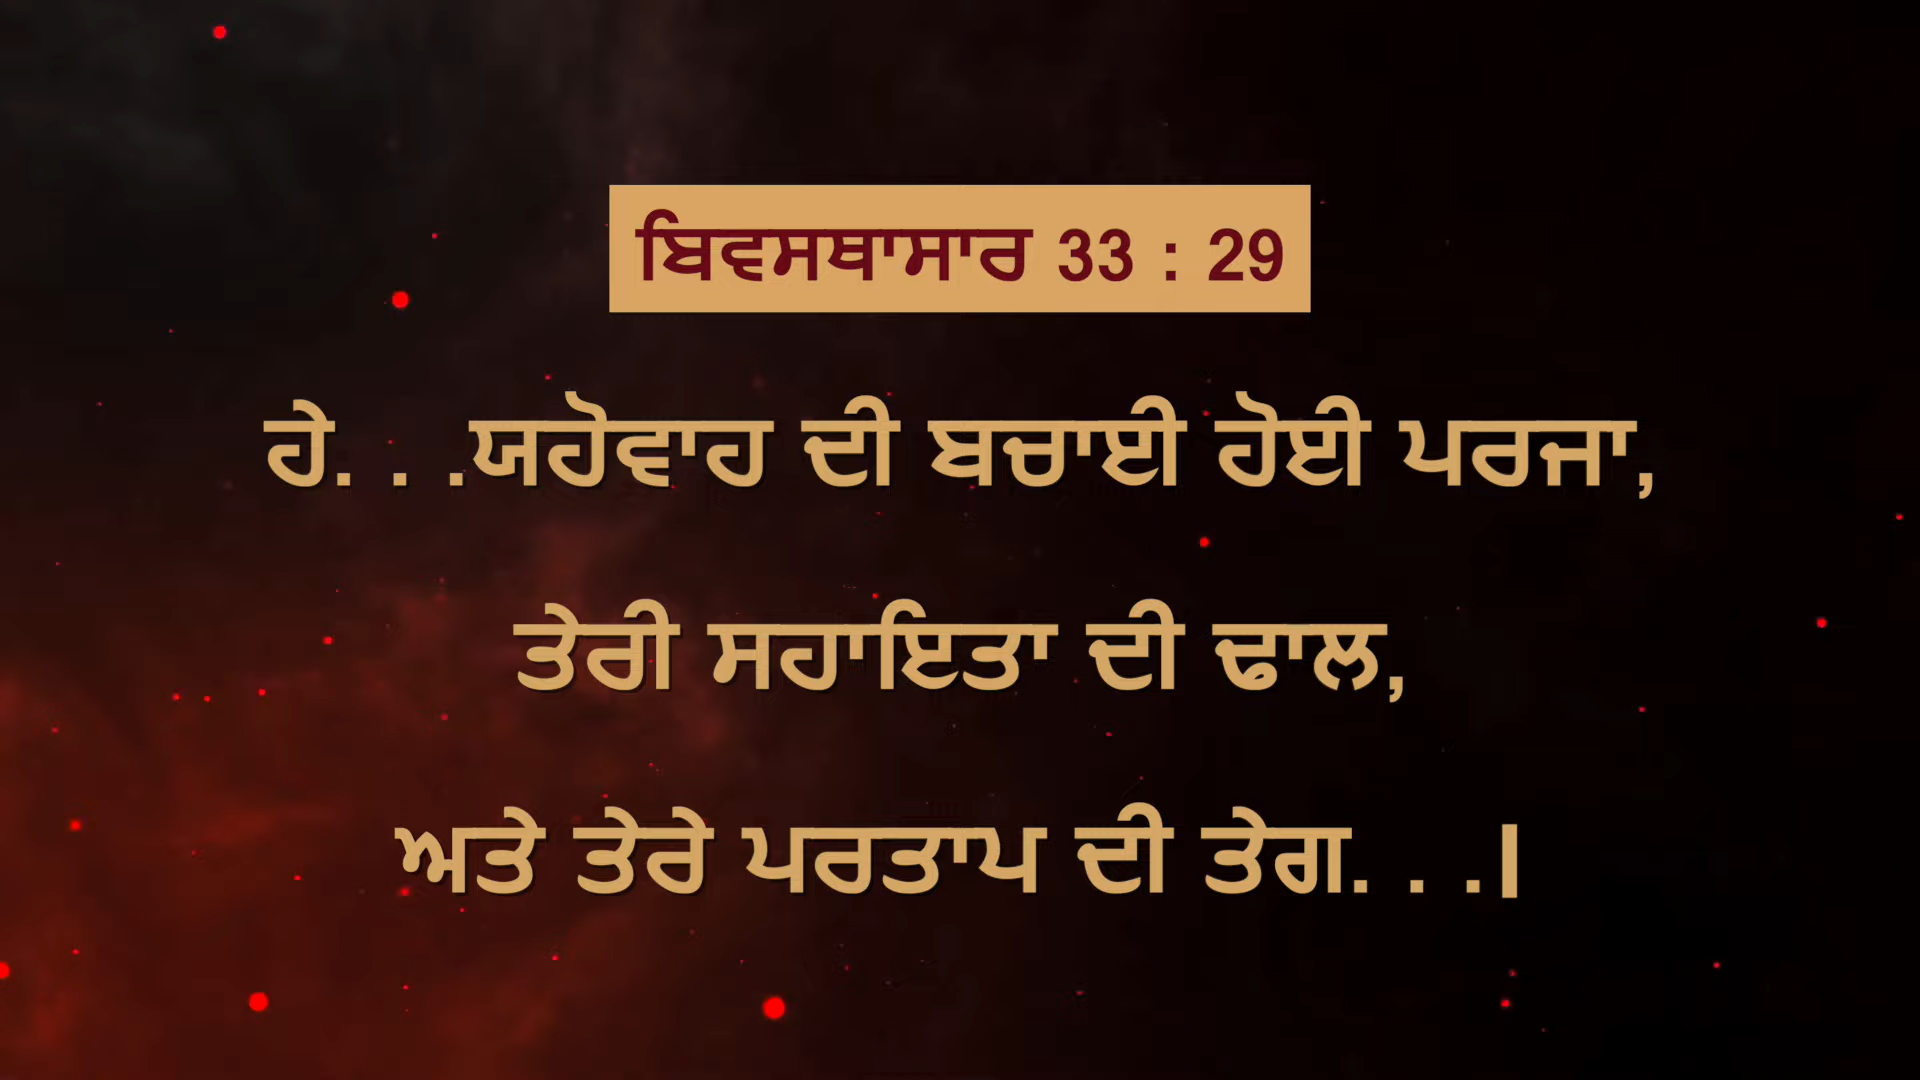 ਬਿਵਸਥਾਸਾਰ 33 : 29
ਹੇ. . .ਯਹੋਵਾਹ ਦੀ ਬਚਾਈ ਹੋਈ ਪਰਜਾ,
ਤੇਰੀ ਸਹਾਇਤਾ ਦੀ ਢਾਲ,
ਅਤੇ ਤੇਰੇ ਪਰਤਾਪ ਦੀ ਤੇਗ. . .।